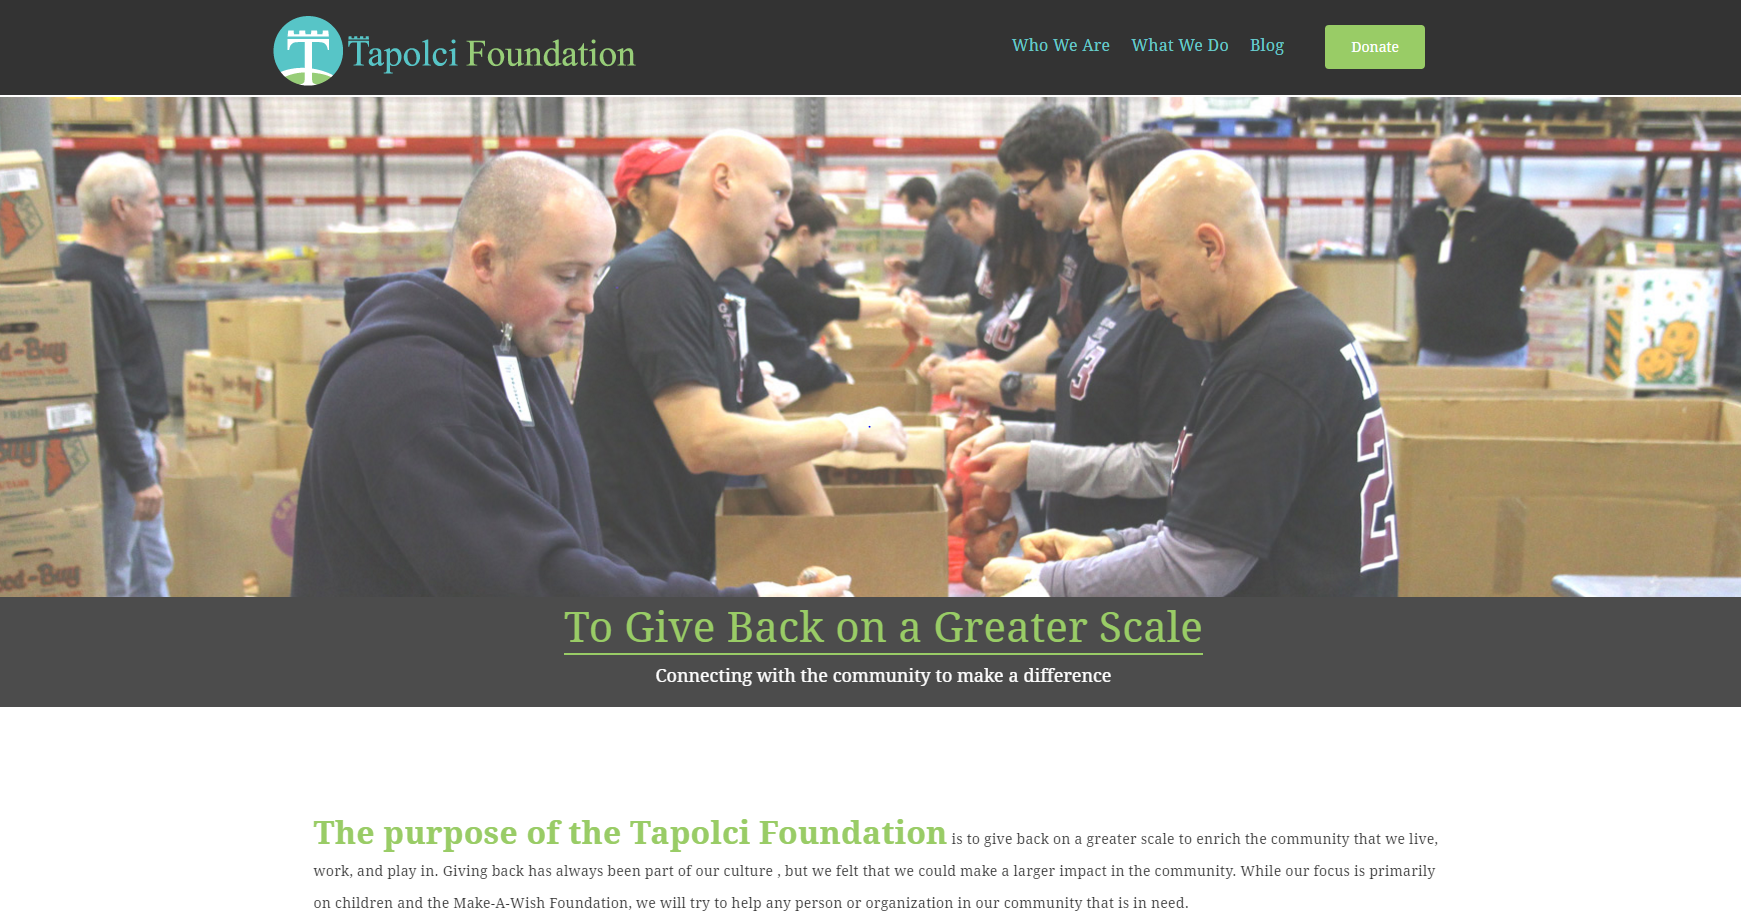 Tapolci Foundation
Who We Are
What We Do
Blog
Donate
To Give Back on a Greater Scale
Connecting with the community to make a difference
The purpose of the Tapolci Foundation is to give back on a greater scale to enrich the community that we live,
work, and play in. Giving back has always been part of our culture , but we felt that we could make a larger impact in the community. While our focus is primarily
on children and the Make-A-Wish Foundation, we will try to help any person or organization in our community that is in need.